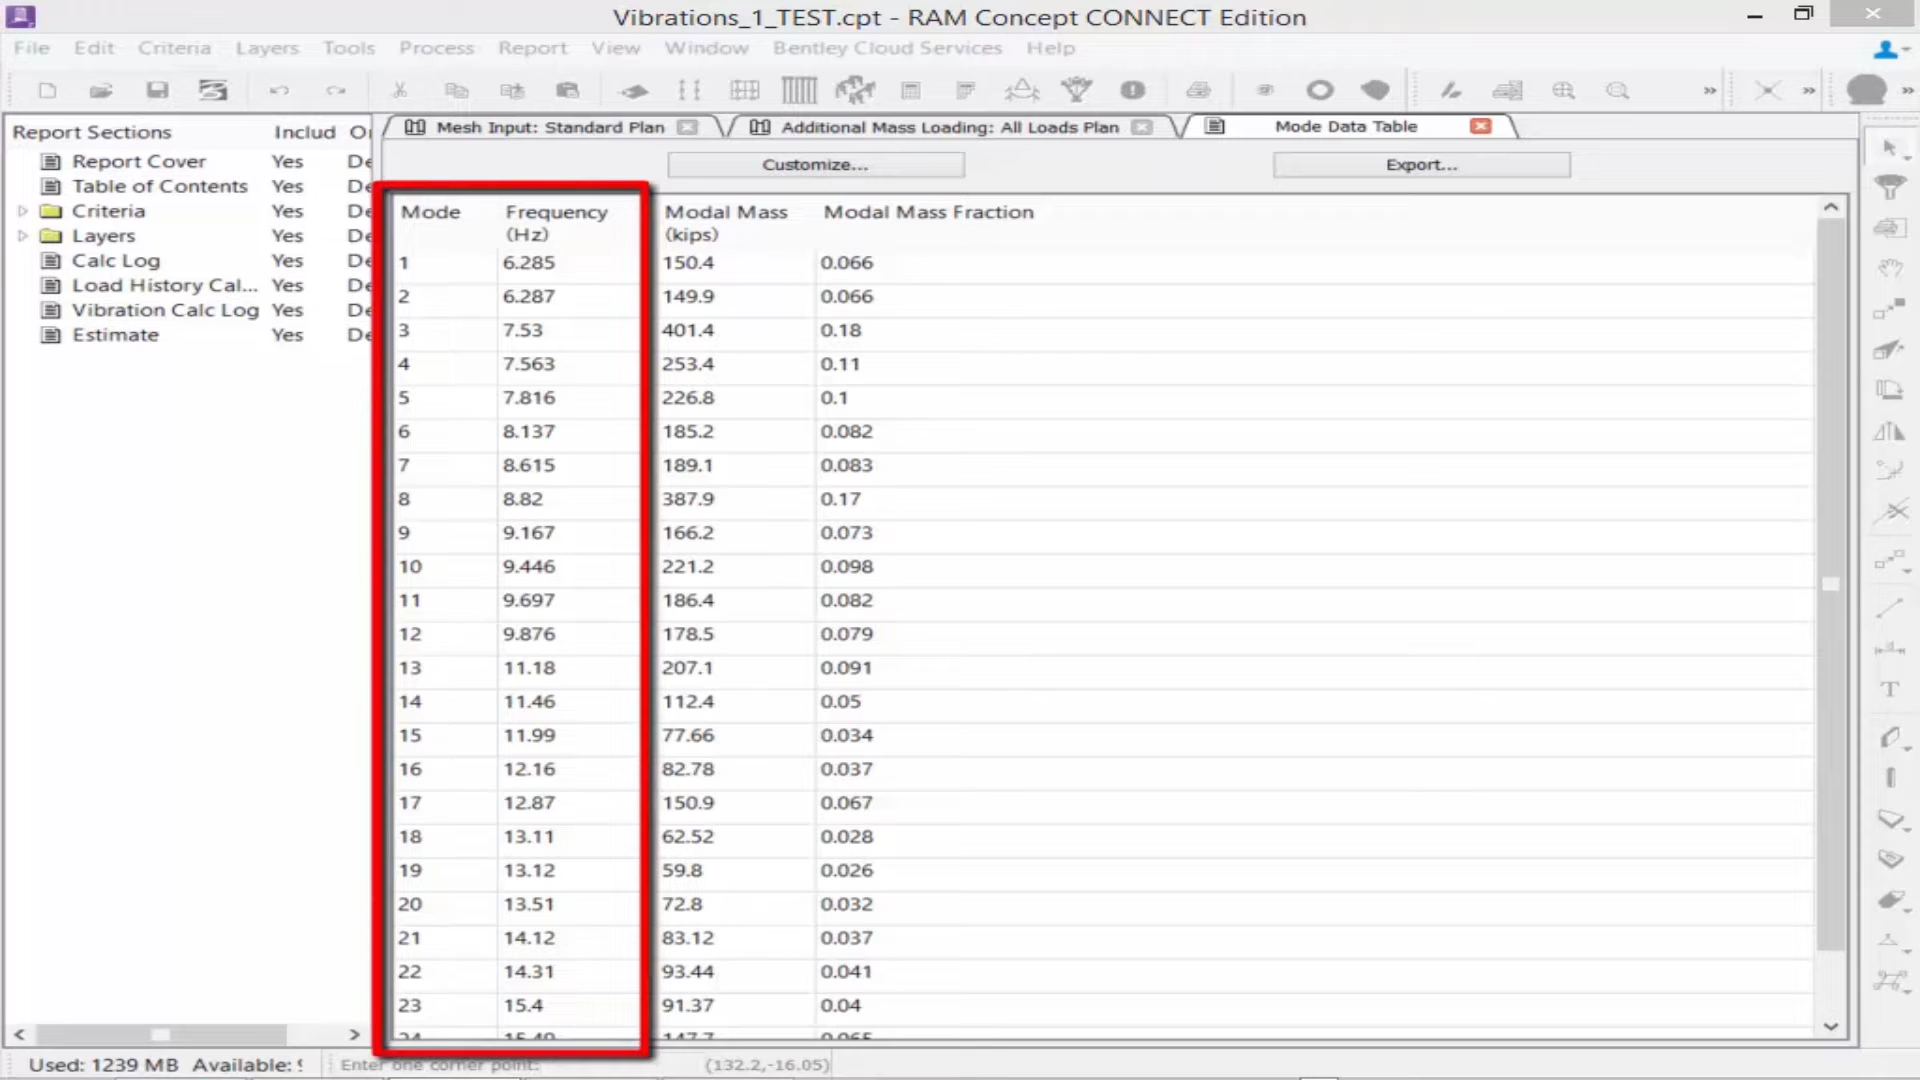 Vibrations_1_TEST.cpt - RAM Concept CONNECT Edition
File Edit Criteria Layers Tools Process Report View Window Bentley Cloud Services Help
Report Sections Includ
Report Cover Yes
Table of Contents Yes
Criteria Yes
Layers Yes
Calc Log Yes
Load History Cal... Yes
Vibration Calc Log Yes
Estimate Yes
Mesh Input: Standard Plan Additional Mass Loading: All Loads Plan Mode Data Table
Customize... Export...
Mode Frequency Modal Mass Modal Mass Fraction
(Hz) (kips)
1 6.285 150.4 0.066
2 6.287 149.9 0.066
3 7.53 401.4 0.18
4 7.563 253.4 0.11
5 7.816 226.8 0.1
6 8.137 185.2 0.082
7 8.615 189.1 0.083
8 8.82 387.9 0.17
9 9.167 166.2 0.073
10 9.446 221.2 0.098
11 9.697 186.4 0.082
12 9.876 178.5 0.079
13 11.18 207.1 0.091
14 11.46 112.4 0.05
15 11.99 77.66 0.034
16 12.16 82.78 0.037
17 12.87 150.9 0.067
18 13.11 62.52 0.028
19 13.12 59.8 0.026
20 13.51 72.8 0.032
21 14.12 83.12 0.037
22 14.31 93.44 0.041
23 15.4 91.37 0.04
Used: 1239 MB Available: Enter one corner point: (132.2,-16.05)